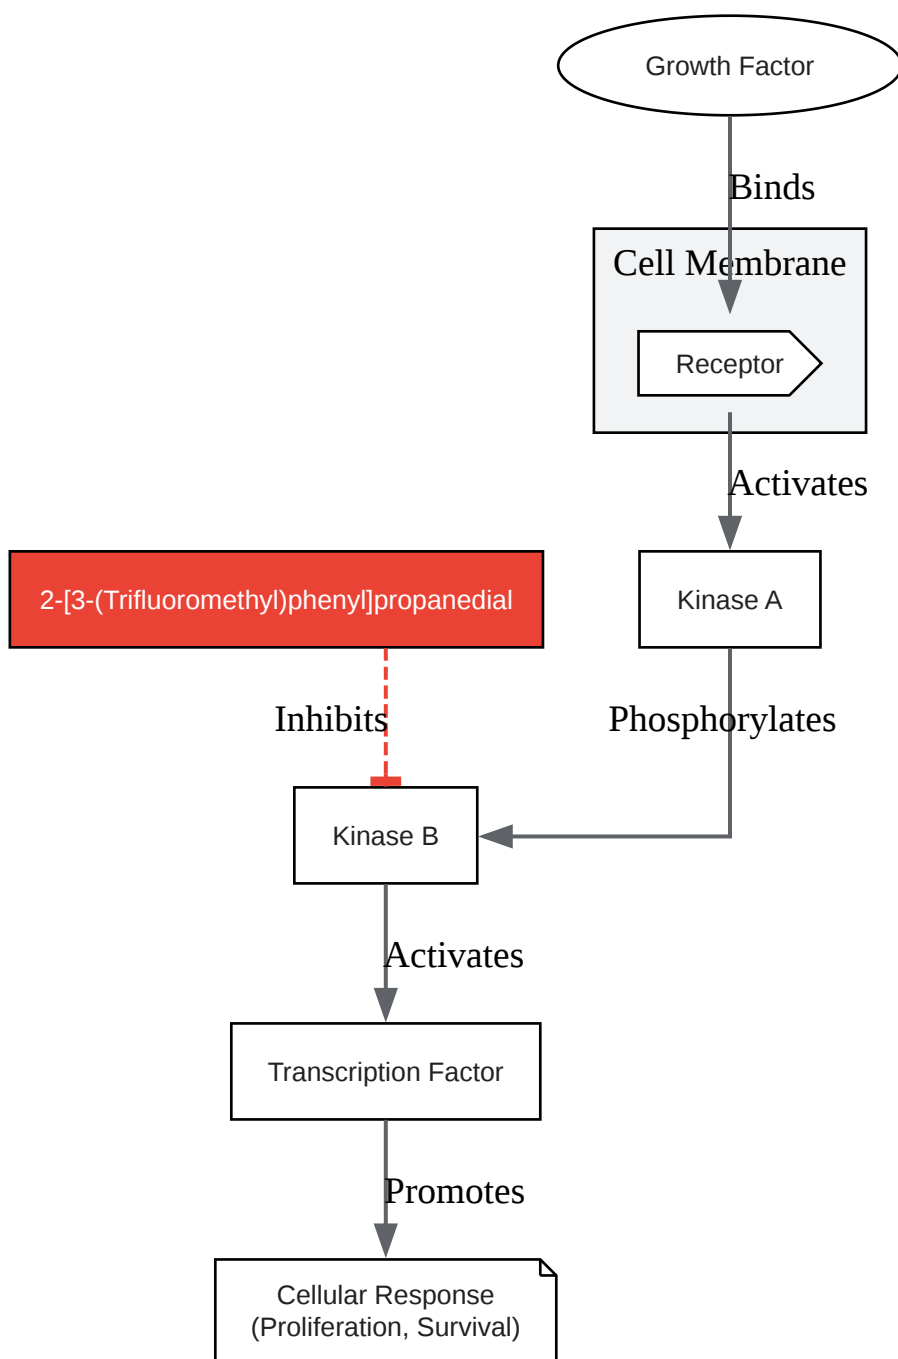 Growth Factor
Binds
Cell Membrane
Receptor
Activates
2-[3-(Trifluoromethyl)phenyl]propanedial
Kinase A
Inhibits
Phosphorylates
Kinase B
Activates
Transcription Factor
Promotes
Cellular Response
(Proliferation, Survival)